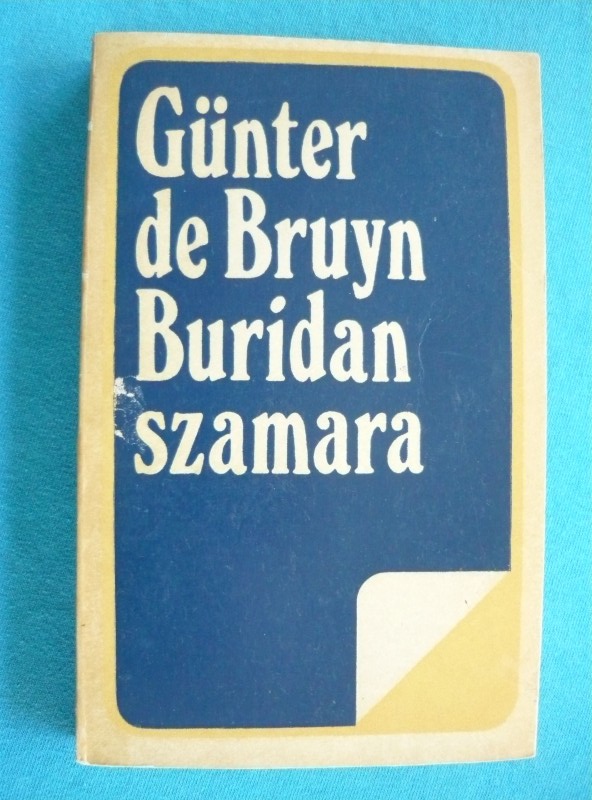 Günter
de Bruyn
Buridan
szamara